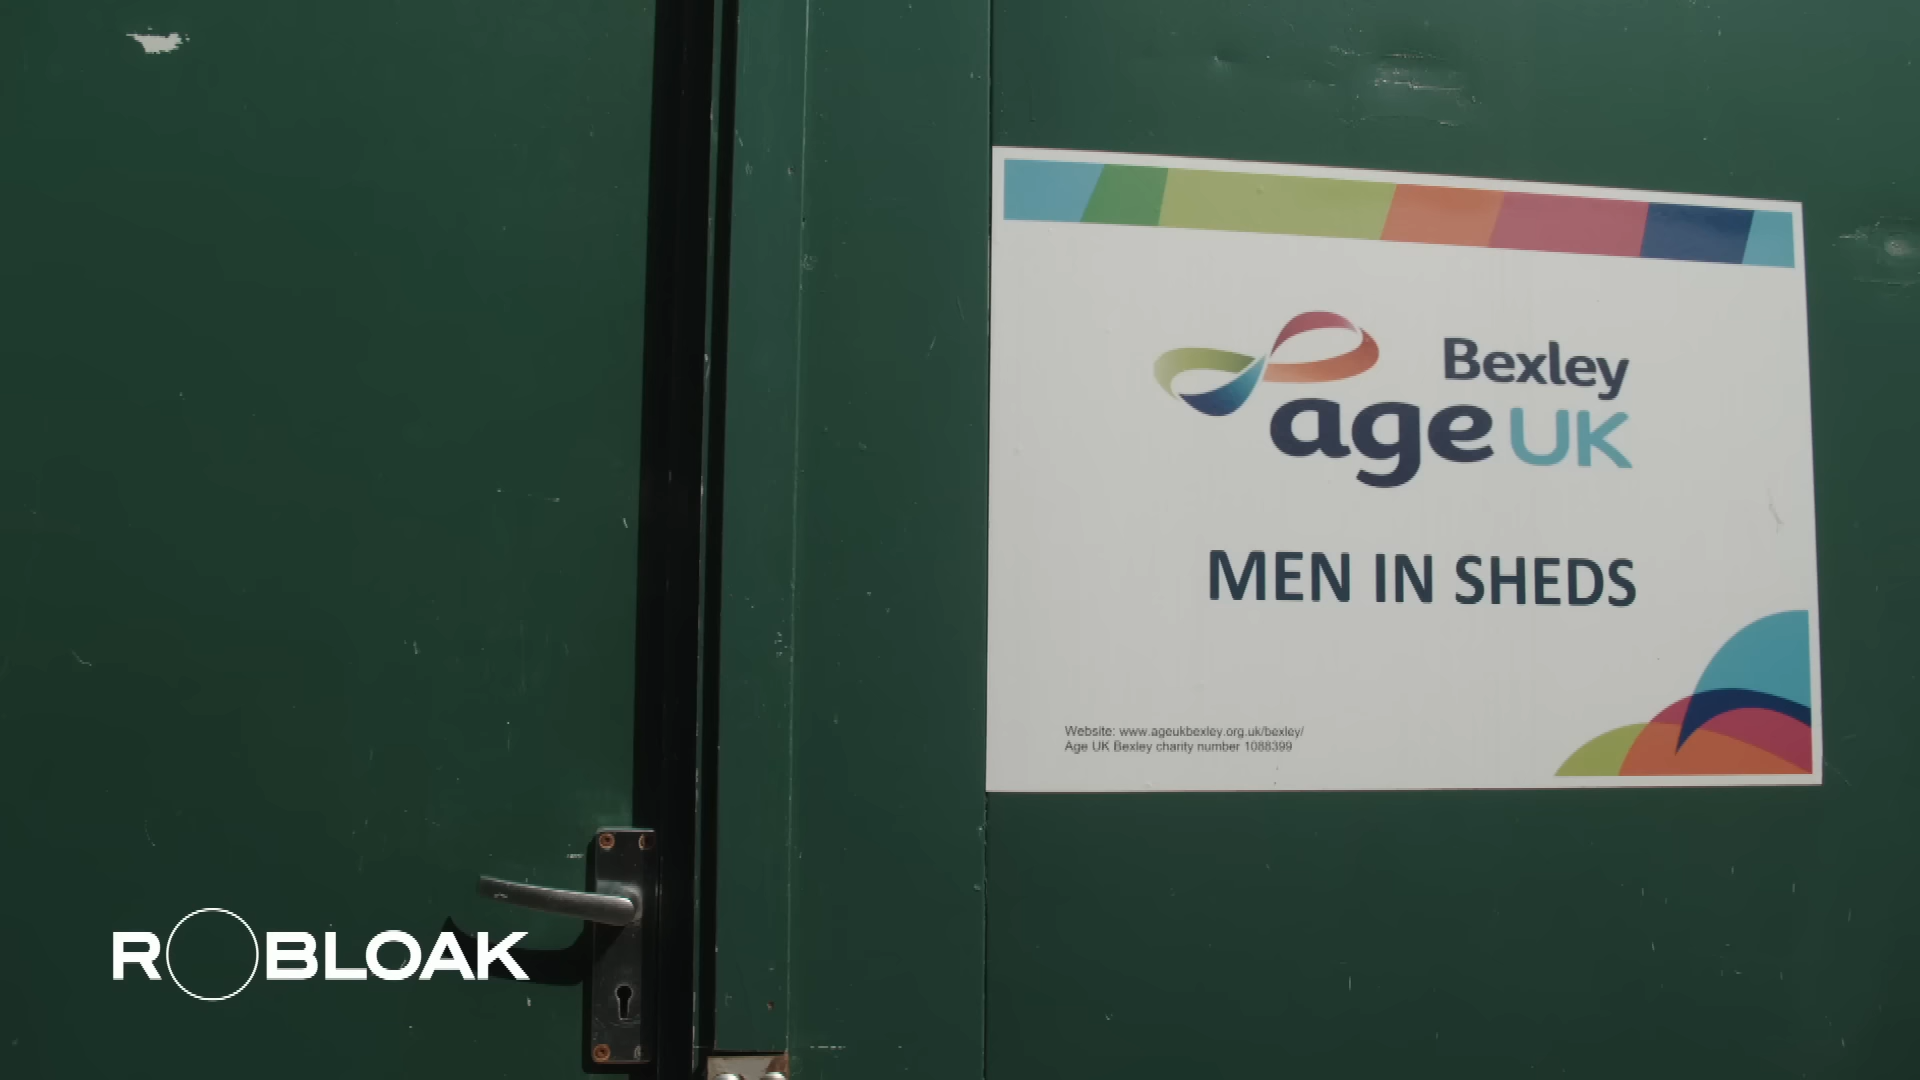 Bexley
age UK
MEN IN SHEDS
Website: www.ageukbexley.org.uk/bexley/
Age UK Bexley charity number 1088399
ROBLOAK